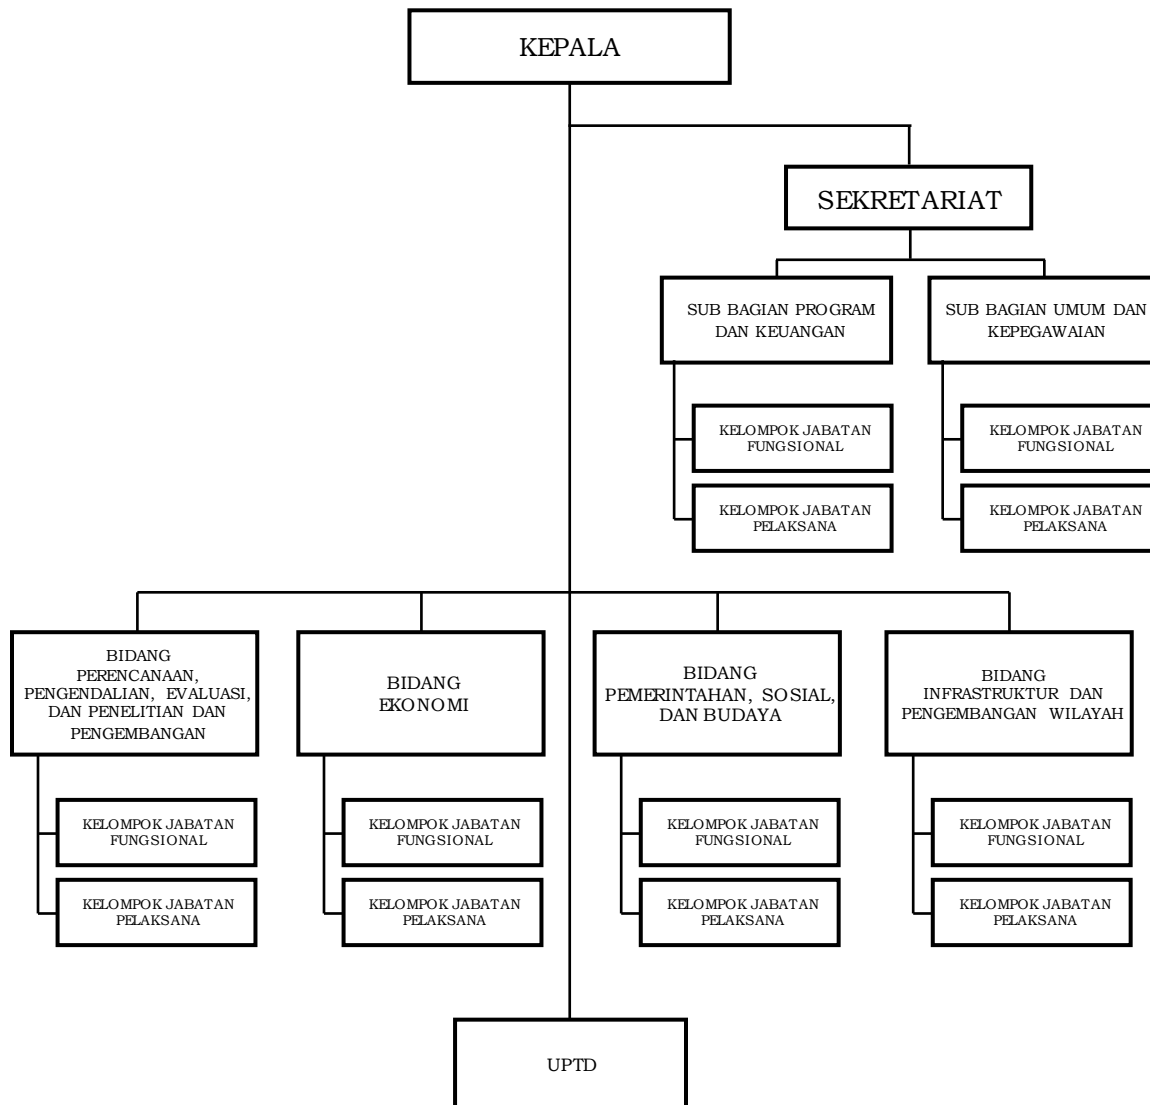 KEPALA
SEKRETARIAT
SUB BAGIAN PROGRAM
DAN KEUANGAN
SUB BAGIAN UMUM DAN
KEPEGAWAIAN
KELOMPOK JABATAN
FUNGSIONAL
KELOMPOK JABATAN
PELAKSANA
KELOMPOK JABATAN
FUNGSIONAL
KELOMPOK JABATAN
PELAKSANA
BIDANG
PERENCANAAN,
PENGENDALIAN, EVALUASI,
DAN PENELITIAN DAN
PENGEMBANGAN
BIDANG
EKONOMI
BIDANG
PEMERINTAHAN, SOSIAL,
DAN BUDAYA
BIDANG
INFRASTRUKTUR DAN
PENGEMBANGAN WILAYAH
KELOMPOK JABATAN
FUNGSIONAL
KELOMPOK JABATAN
PELAKSANA
KELOMPOK JABATAN
FUNGSIONAL
KELOMPOK JABATAN
PELAKSANA
KELOMPOK JABATAN
FUNGSIONAL
KELOMPOK JABATAN
PELAKSANA
KELOMPOK JABATAN
FUNGSIONAL
KELOMPOK JABATAN
PELAKSANA
UPTD